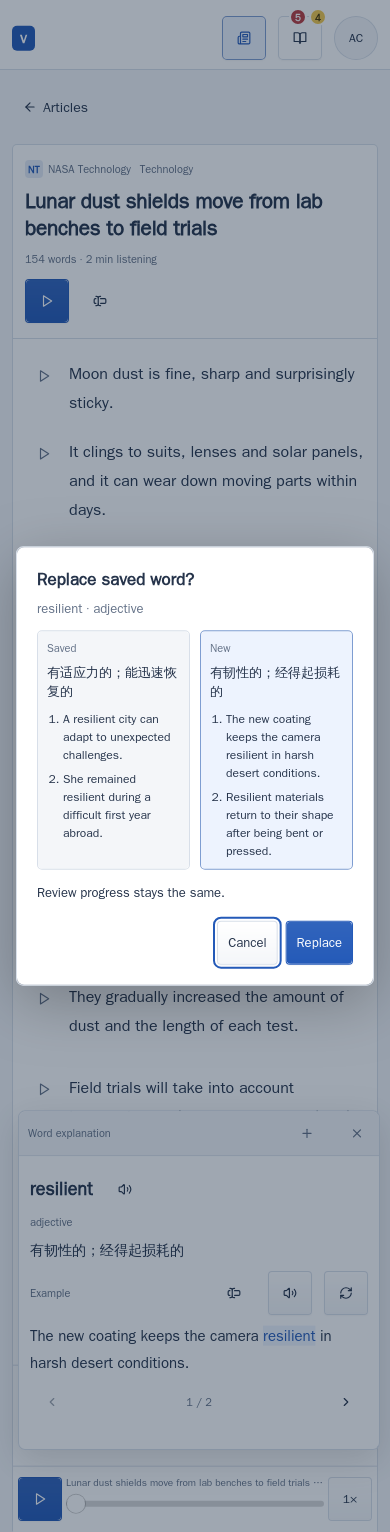 V
5
4
AC
Articles
NT NASA Technology Technology
Lunar dust shields move from lab
benches to field trials
154 words · 2 min listening
Moon dust is fine, sharp and surprisingly
sticky.
It clings to suits, lenses and solar panels,
and it can wear down moving parts within
days.
Replace saved word?
resilient · adjective
Saved
有适应力的；能迅速恢
复的
1. A resilient city can
adapt to unexpected
challenges.
2. She remained
resilient during a
difficult first year
abroad.
New
有韧性的；经得起损耗
的
1. The new coating
keeps the camera
resilient in harsh
desert conditions.
2. Resilient materials
return to their shape
after being bent or
pressed.
Review progress stays the same.
Cancel
Replace
They gradually increased the amount of
dust and the length of each test.
Field trials will take into account
Word explanation
resilient
adjective
有韧性的；经得起损耗的
Example
The new coating keeps the camera resilient in
harsh desert conditions.
1 / 2
Lunar dust shields move from lab benches to field trials ···
1×